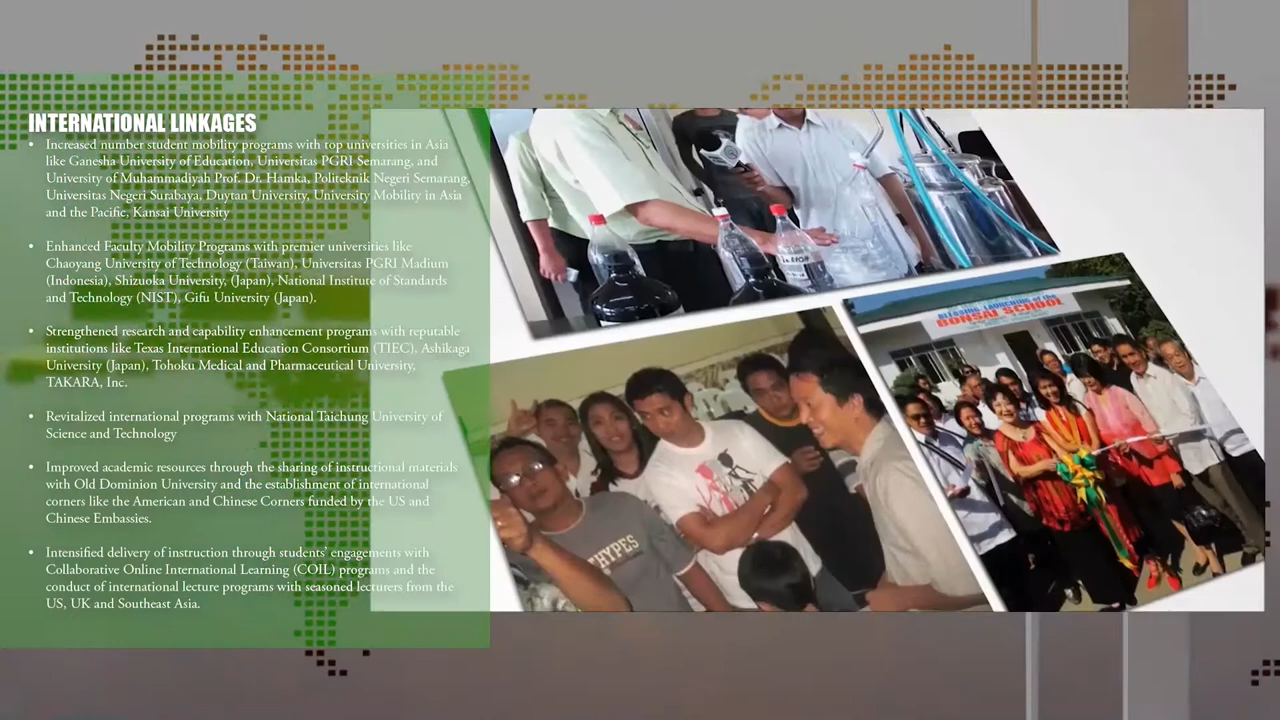 INTERNATIONAL LINKAGES
• Increased number student mobility programs with top universities in Asia
like Ganesha University of Education, Universitas PGRI Semarang, and
University of Muhammadiyah Prof. Dr. Hamka, Politeknik Negeri Semarang,
Universitas Negeri Surabaya, Duytan University, University Mobility in Asia
and the Pacific, Kansai University
• Enhanced Faculty Mobility Programs with premier universities like
Chaoyang University of Technology (Taiwan), Universitas PGRI Madium
(Indonesia), Shizuoka University, (Japan), National Institute of Standards
and Technology (NIST), Gifu University (Japan).
• Strengthened research and capability enhancement programs with reputable
institutions like Texas International Education Consortium (TIEC), Ashikaga
University (Japan), Tohoku Medical and Pharmaceutical University,
TAKARA, Inc.
• Revitalized international programs with National Taichung University of
Science and Technology
• Improved academic resources through the sharing of instructional materials
with Old Dominion University and the establishment of international
corners like the American and Chinese Corners funded by the US and
Chinese Embassies.
• Intensified delivery of instruction through students' engagements with
Collaborative Online International Learning (COIL) programs and the
conduct of international lecture programs with seasoned lecturers from the
US, UK and Southeast Asia.
BLESSING, LAUNCHING of the
BONSAI SCHOOL
HYPES